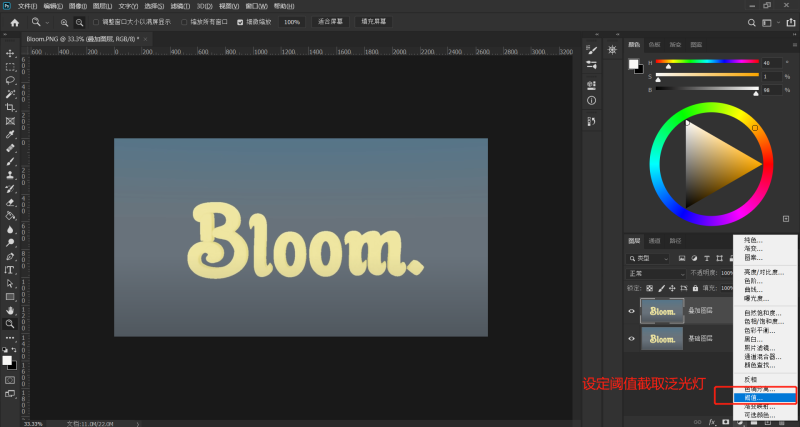 文件(F) 编辑(E) 图像(I) 图层(L) 文字(Y) 选择(S) 滤镜(T) 3D(D) 视图(V) 窗口(W) 帮助(H)
调整窗口大小以满屏显示 缩放所有窗口 细微缩放 100% 适合屏幕 填充屏幕
Bloom.PNG @ 33.3% (叠加图层, RGB/8) *
600 400 200 0 200 400 600 800 1000 1200 1400 1600 1800 2000 2200 2400 2600 2800 3000 3200
颜色 色板 渐变 图案
H 40 °
S 1 %
B 98 %
Bloom.
图层 通道 路径
类型
正常 不透明度: 100%
锁定: 填充: 100%
Bloom. 叠加图层
Bloom. 基础图层
纯色...
渐变...
图案...
亮度/对比度...
色阶...
曲线...
曝光度...
自然饱和度...
色相/饱和度...
色彩平衡...
黑白...
照片滤镜...
通道混合器...
颜色查找...
反相
色调分离...
阈值...
渐变映射...
可选颜色...
设定阈值截取泛光灯
33.33% 文档:11.0M/22.0M